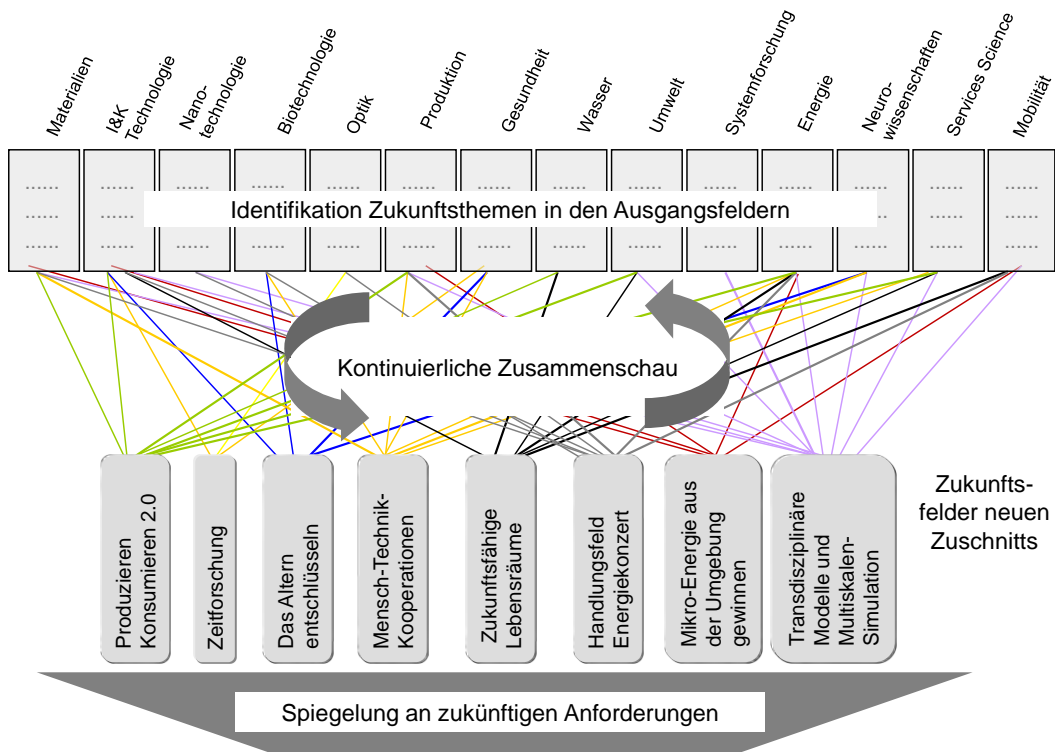 Materialien
I&K
Technologie
Nano-
technologie
Biotechnologie
Optik
Produktion
Gesundheit
Wasser
Umwelt
Systemforschung
Energie
Neuro-
wissenschaften
Services Science
Mobilität
...... ...... ...... ...... ...... ...... ...... ...... ...... ...... ...... ...... ...... ......
...... ...... ......
Identifikation Zukunftsthemen in den Ausgangsfeldern
...... ...... ...... ...... ...... ...... ...... ...... ...... ...... ...... ...... ...... ......
Kontinuierliche Zusammenschau
Produzieren
Konsumieren 2.0
Zeitforschung
Das Altern
entschlüsseln
Mensch-Technik-
Kooperationen
Zukunftsfähige
Lebensräume
Handlungsfeld
Energiekonzert
Mikro-Energie aus
der Umgebung
gewinnen
Transdisziplinäre
Modelle und
Multiskalen-
Simulation
Zukunfts-
felder neuen
Zuschnitts
Spiegelung an zukünftigen Anforderungen